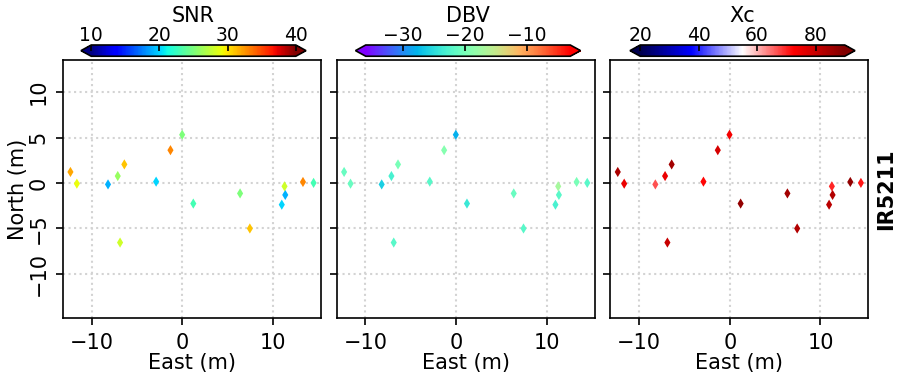 SNR DBV Xc
10 20 30 40 −30 −20 −10 20 40 60 80
10
5
0
−5
−10
North (m)
IR5211
−10 0 10 −10 0 10 −10 0 10
East (m) East (m) East (m)